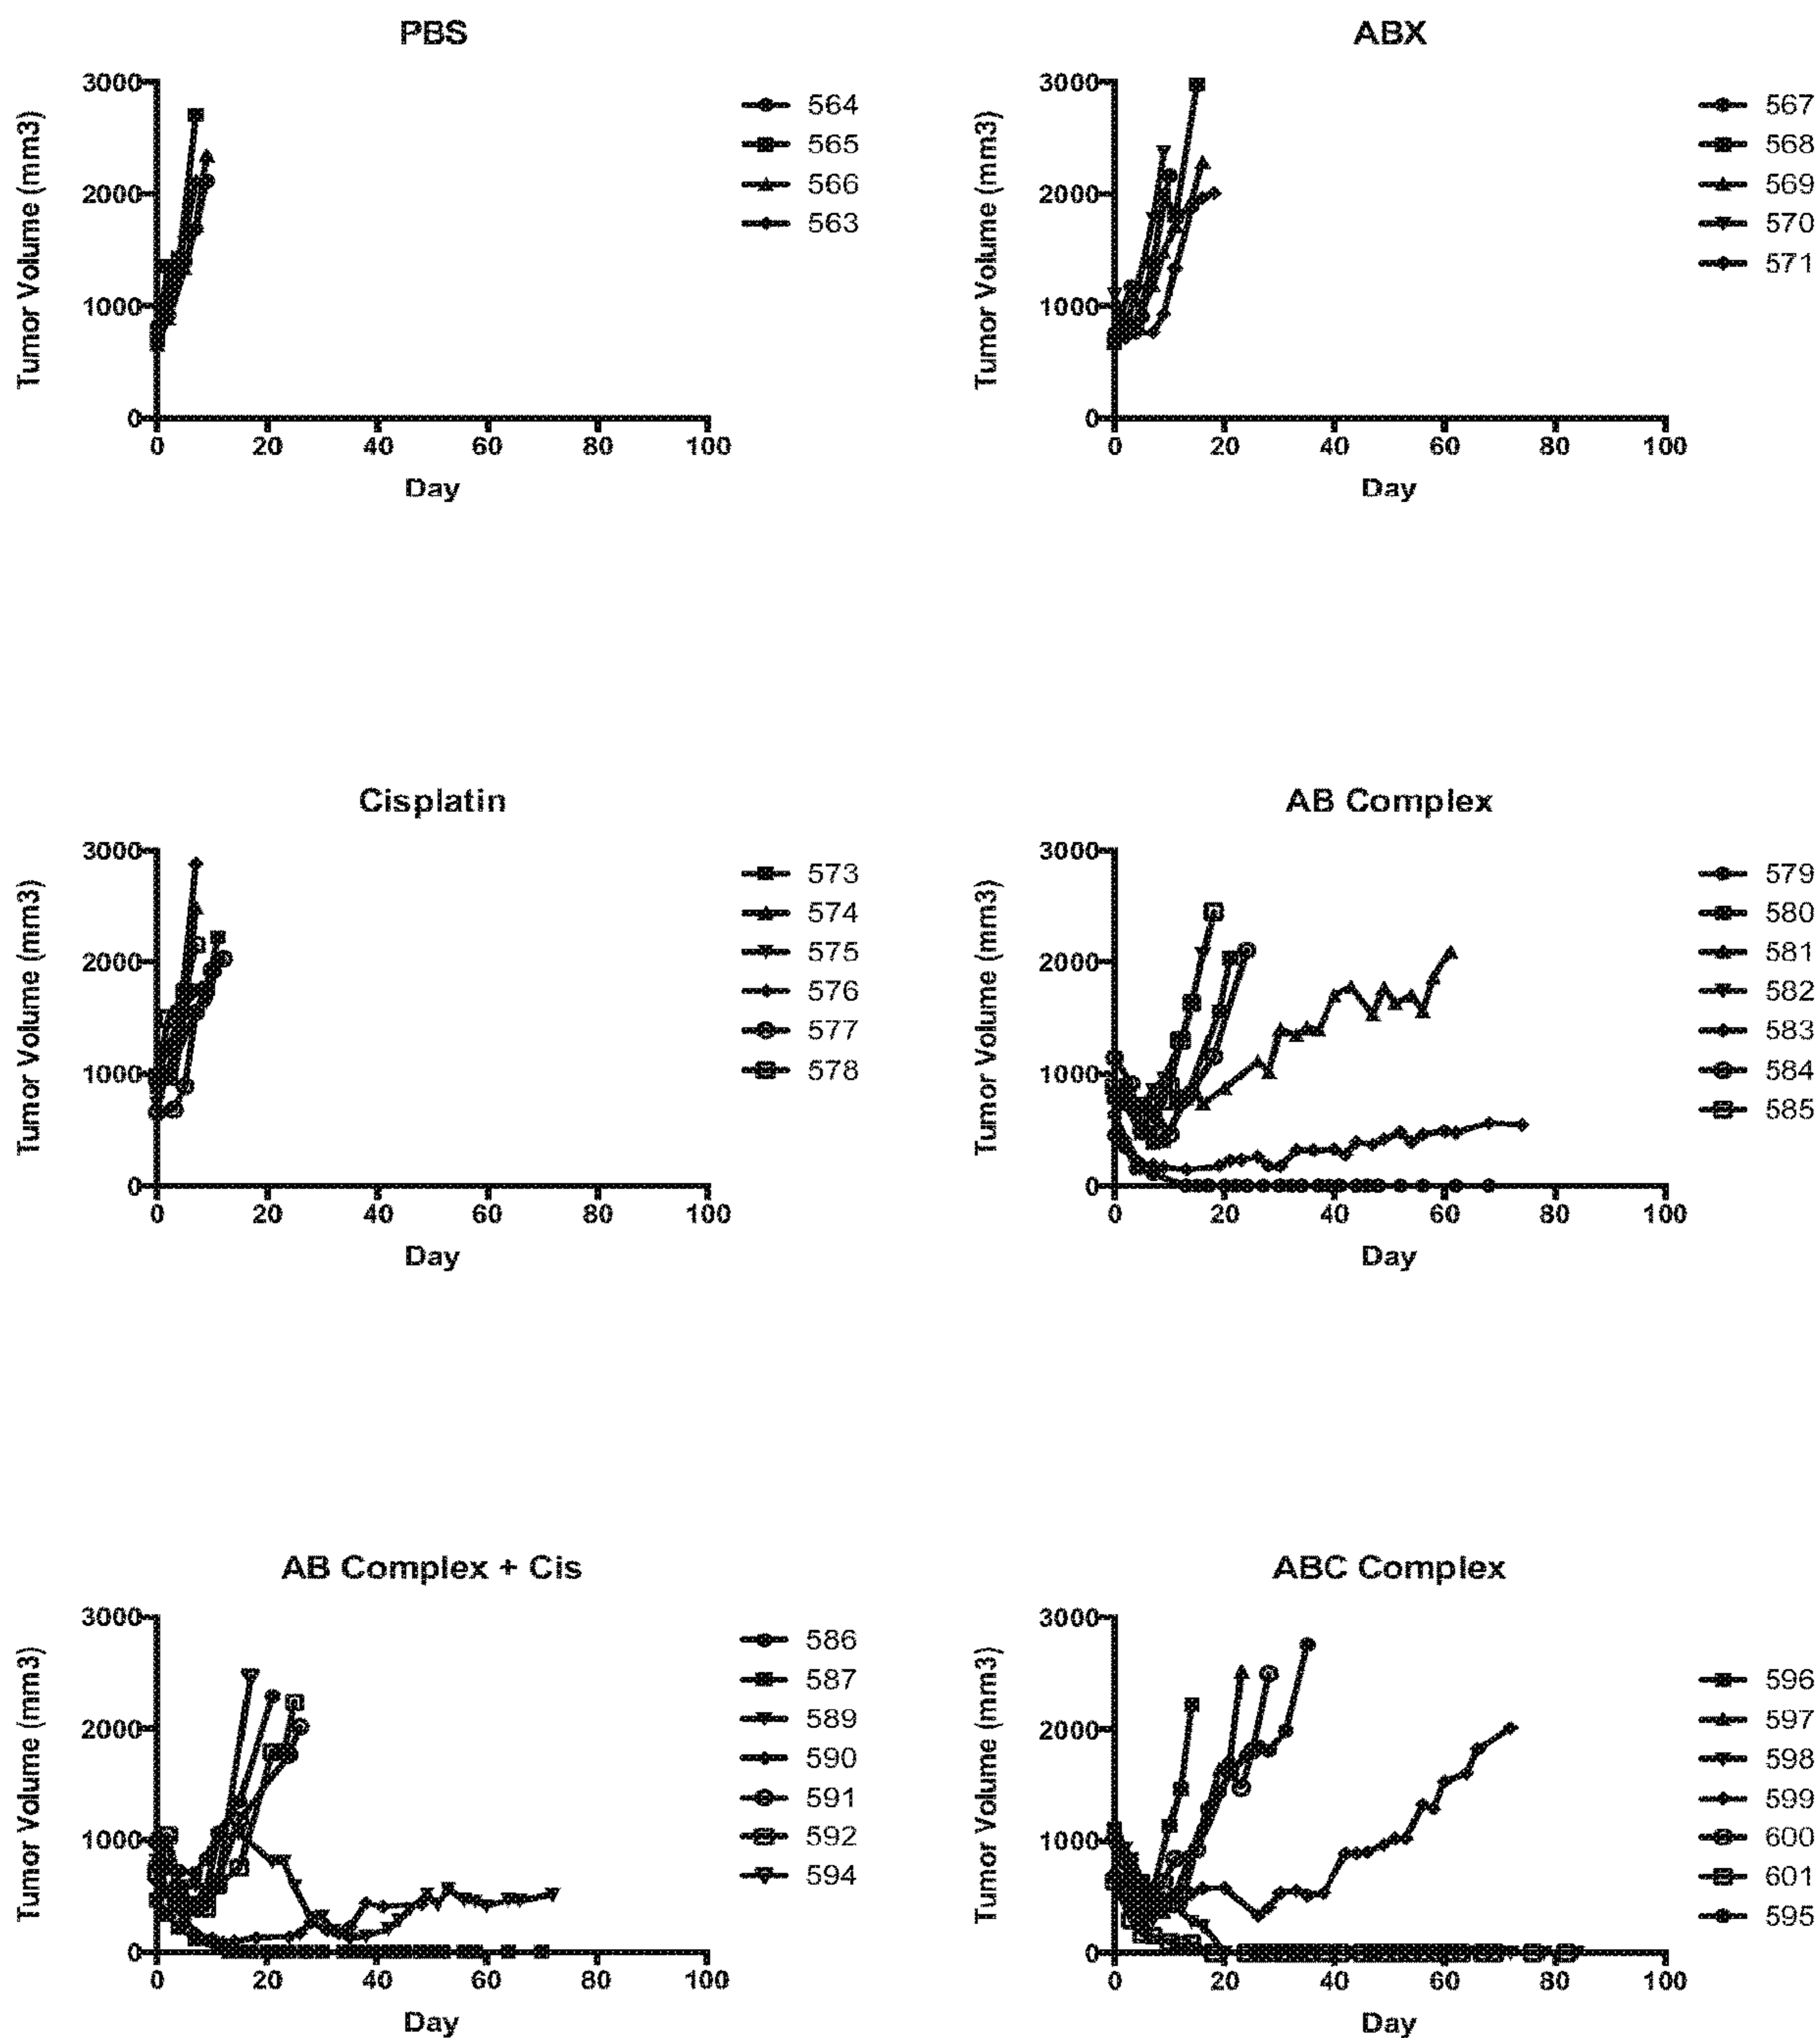 PBS
Tumor Volume (mm3)
3000
2000
1000
0
0 20 40 60 80 100
Day
564
565
566
563
ABX
Tumor Volume (mm3)
3000
2000
1000
0
0 20 40 60 80 100
Day
567
568
569
570
571
Cisplatin
Tumor Volume (mm3)
3000
2000
1000
0
0 20 40 60 80 100
Day
573
574
575
576
577
578
AB Complex
Tumor Volume (mm3)
3000
2000
1000
0
0 20 40 60 80 100
Day
579
580
581
582
583
584
585
AB Complex + Cis
Tumor Volume (mm3)
3000
2000
1000
0
0 20 40 60 80 100
Day
586
587
589
590
591
592
594
ABC Complex
Tumor Volume (mm3)
3000
2000
1000
0
0 20 40 60 80 100
Day
596
597
598
599
600
601
595